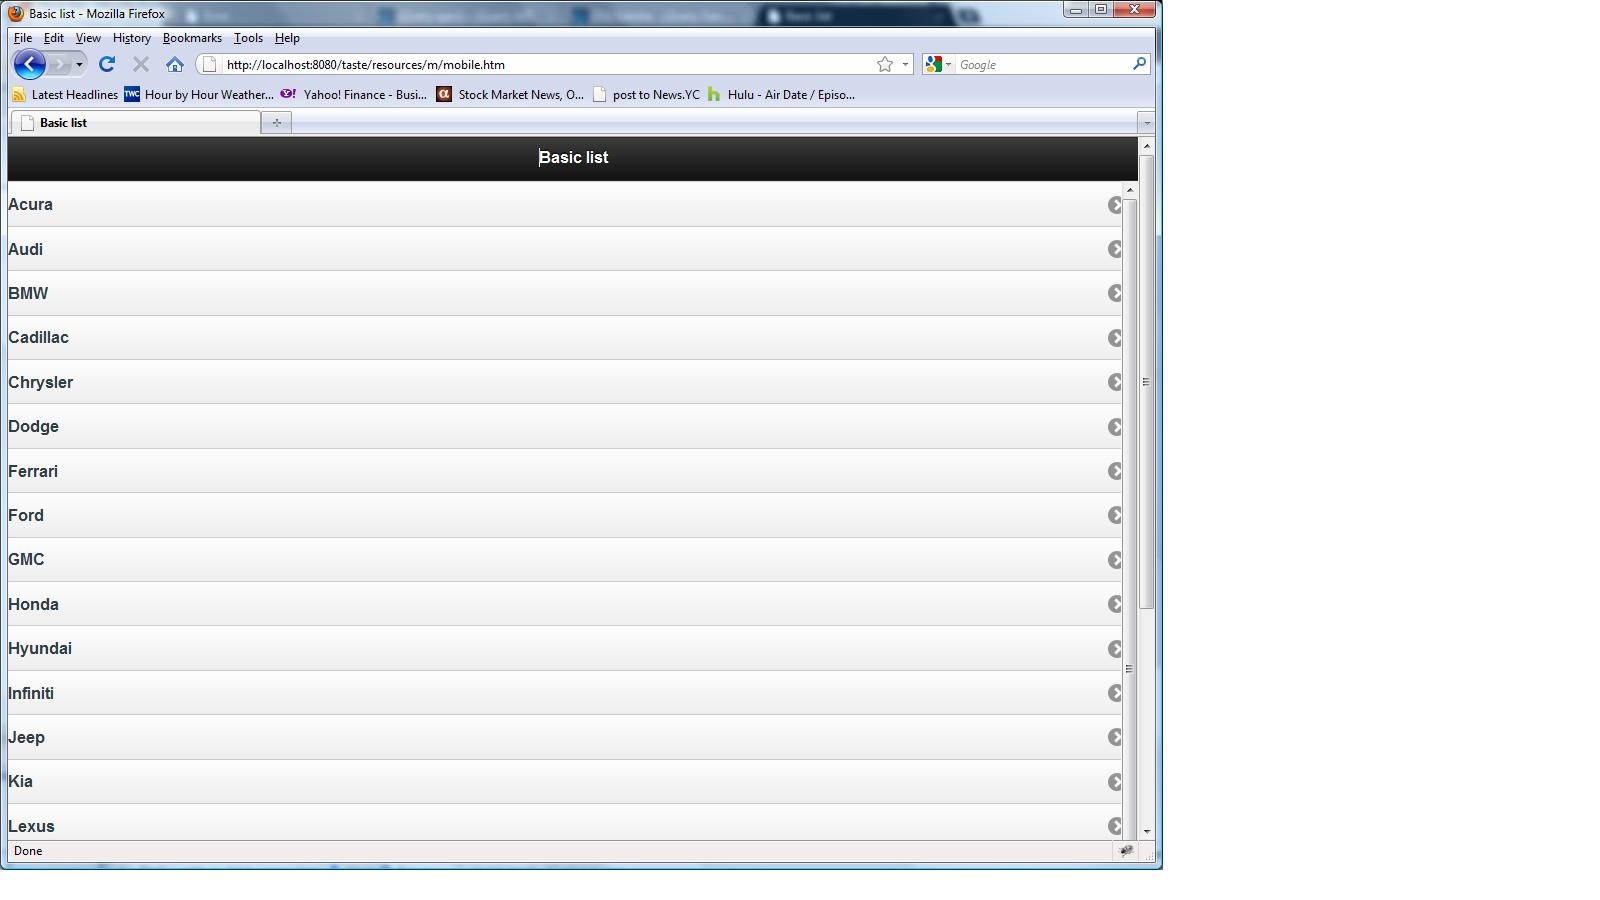 Basic list - Mozilla Firefox
File Edit View History Bookmarks Tools Help
http://localhost:8080/taste/resources/m/mobile.htm Google
Latest Headlines TWC Hour by Hour Weather... Y! Yahoo! Finance - Busi... α Stock Market News, O... post to News.YC h Hulu - Air Date / Episo...
Basic list
Basic list
Acura
Audi
BMW
Cadillac
Chrysler
Dodge
Ferrari
Ford
GMC
Honda
Hyundai
Infiniti
Jeep
Kia
Lexus
Done